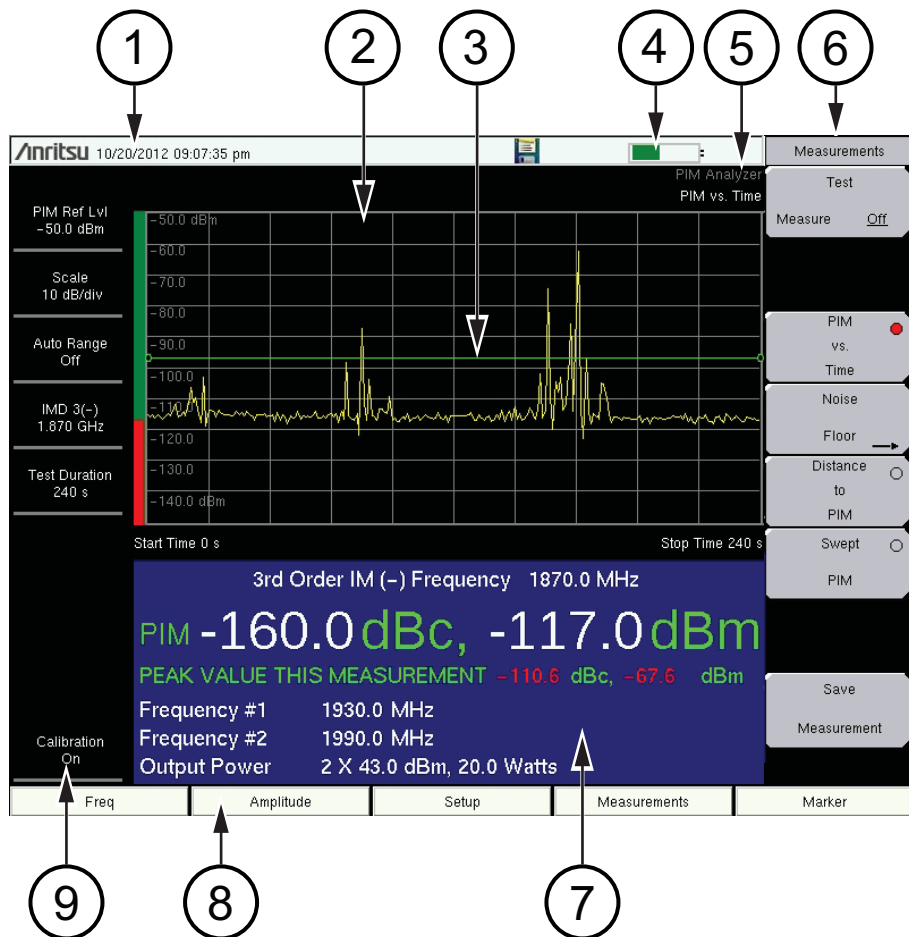 1 2 3 4 5 6
Anritsu 10/20/2012 09:07:35 pm
Measurements
PIM Analyzer
PIM vs. Time
PIM Ref Lvl
-50.0 dBm
Scale
10 dB/div
Auto Range
Off
IMD 3(-)
1.870 GHz
Test Duration
240 s
-50.0 dBm
-60.0
-70.0
-80.0
-90.0
-100.0
-110.0
-120.0
-130.0
-140.0 dBm
Start Time 0 s Stop Time 240 s
3rd Order IM (-) Frequency 1870.0 MHz
PIM -160.0 dBc, -117.0 dBm
PEAK VALUE THIS MEASUREMENT -110.6 dBc, -67.6 dBm
Frequency #1 1930.0 MHz
Frequency #2 1990.0 MHz
Output Power 2 X 43.0 dBm, 20.0 Watts
Calibration
On
Test
Measure Off
PIM
vs.
Time
Noise
Floor
Distance
to
PIM
Swept
PIM
Save
Measurement
Freq Amplitude Setup Measurements Marker
9 8 7